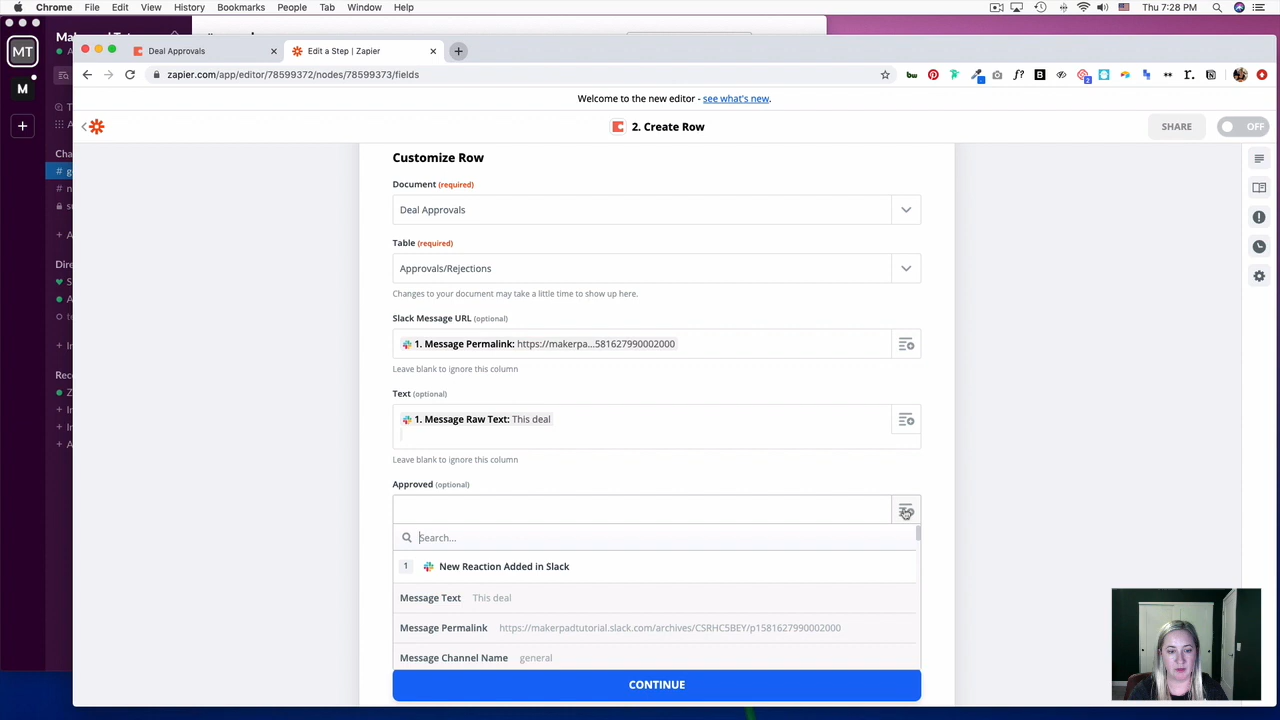 Chrome File Edit View History Bookmarks People Tab Window Help
Thu 7:28 PM
Deal Approvals
Edit a Step | Zapier
zapier.com/app/editor/78599372/nodes/78599373/fields
MT
M
Cha
Dire
Rec
Welcome to the new editor - see what's new.
2. Create Row
SHARE
OFF
Customize Row
Document (required)
Deal Approvals
Table (required)
Approvals/Rejections
Changes to your document may take a little time to show up here.
Slack Message URL (optional)
1. Message Permalink: https://makerpa...581627990002000
Leave blank to ignore this column
Text (optional)
1. Message Raw Text: This deal
Leave blank to ignore this column
Approved (optional)
Search...
1 New Reaction Added in Slack
Message Text This deal
Message Permalink https://makerpadtutorial.slack.com/archives/CSRHC5BEY/p1581627990002000
Message Channel Name general
CONTINUE